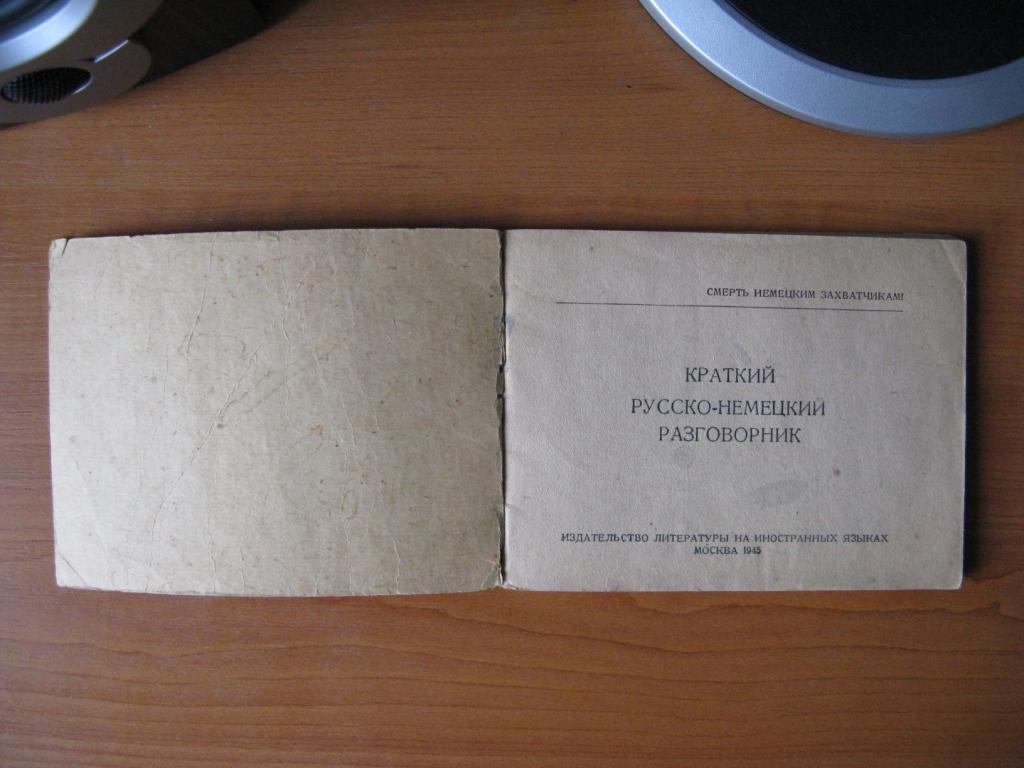 СМЕРТЬ НЕМЕЦКИМ ЗАХВАТЧИКАМ!
КРАТКИЙ
РУССКО-НЕМЕЦКИЙ
РАЗГОВОРНИК
ИЗДАТЕЛЬСТВО ЛИТЕРАТУРЫ НА ИНОСТРАННЫХ ЯЗЫКАХ
МОСКВА 1945